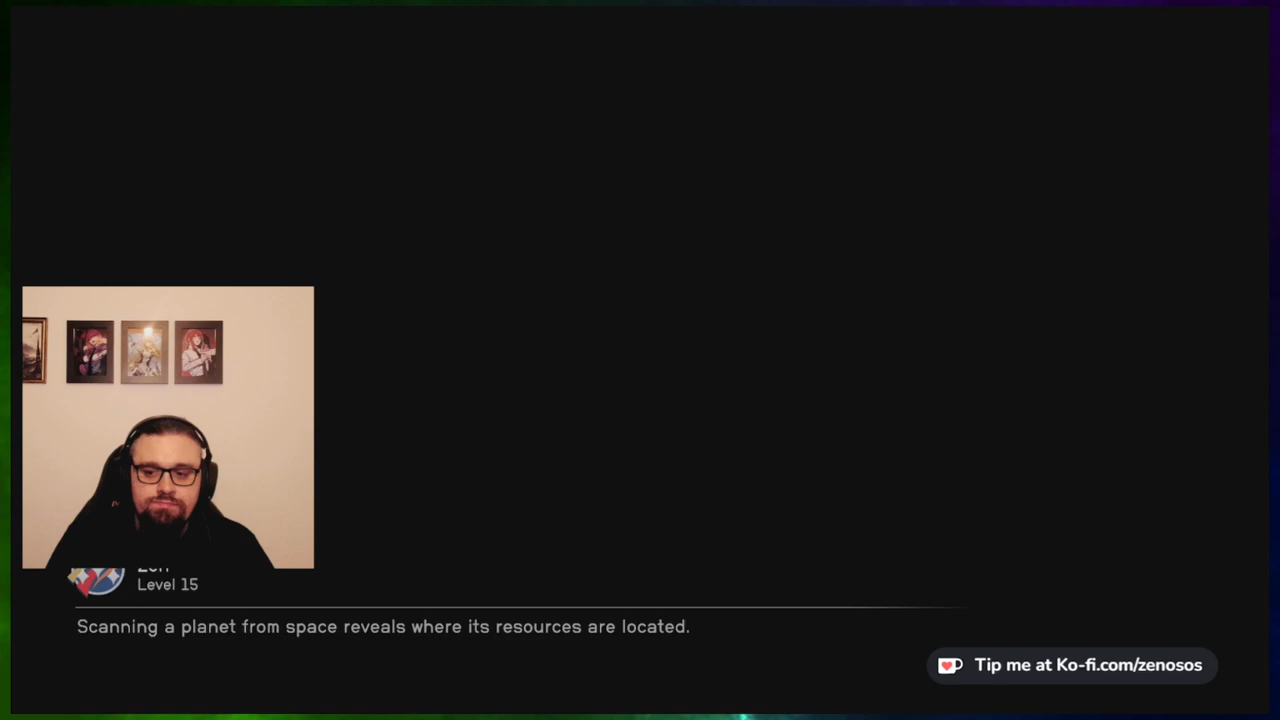 Zen
Level 15
Scanning a planet from space reveals where its resources are located.
Tip me at Ko-fi.com/zenosos